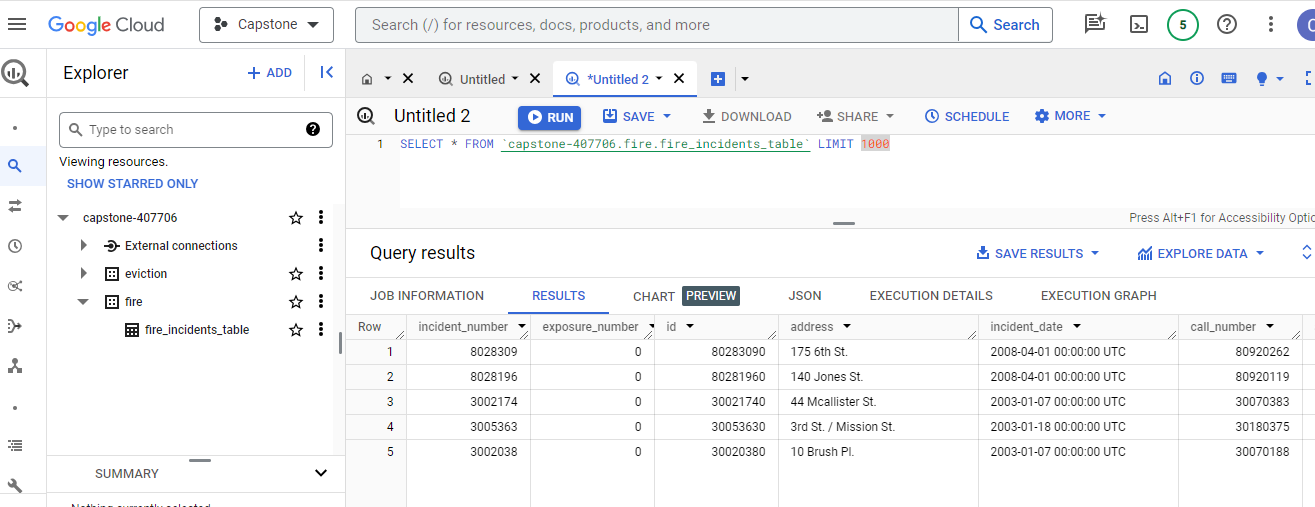 Google Cloud Capstone Search (/) for resources, docs, products, and more Search 5
Explorer + ADD
Untitled *Untitled 2
Type to search
Viewing resources.
SHOW STARRED ONLY
capstone-407706
External connections
eviction
fire
fire_incidents_table
SUMMARY
Untitled 2 RUN SAVE DOWNLOAD SHARE SCHEDULE MORE
1 SELECT * FROM `capstone-407706.fire.fire_incidents_table` LIMIT 1000
Press Alt+F1 for Accessibility Optio
Query results SAVE RESULTS EXPLORE DATA
JOB INFORMATION RESULTS CHART PREVIEW JSON EXECUTION DETAILS EXECUTION GRAPH
Row incident_number exposure_number id address incident_date call_number
1 8028309 0 80283090 175 6th St. 2008-04-01 00:00:00 UTC 80920262
2 8028196 0 80281960 140 Jones St. 2008-04-01 00:00:00 UTC 80920119
3 3002174 0 30021740 44 Mcallister St. 2003-01-07 00:00:00 UTC 30070383
4 3005363 0 30053630 3rd St. / Mission St. 2003-01-18 00:00:00 UTC 30180375
5 3002038 0 30020380 10 Brush Pl. 2003-01-07 00:00:00 UTC 30070188